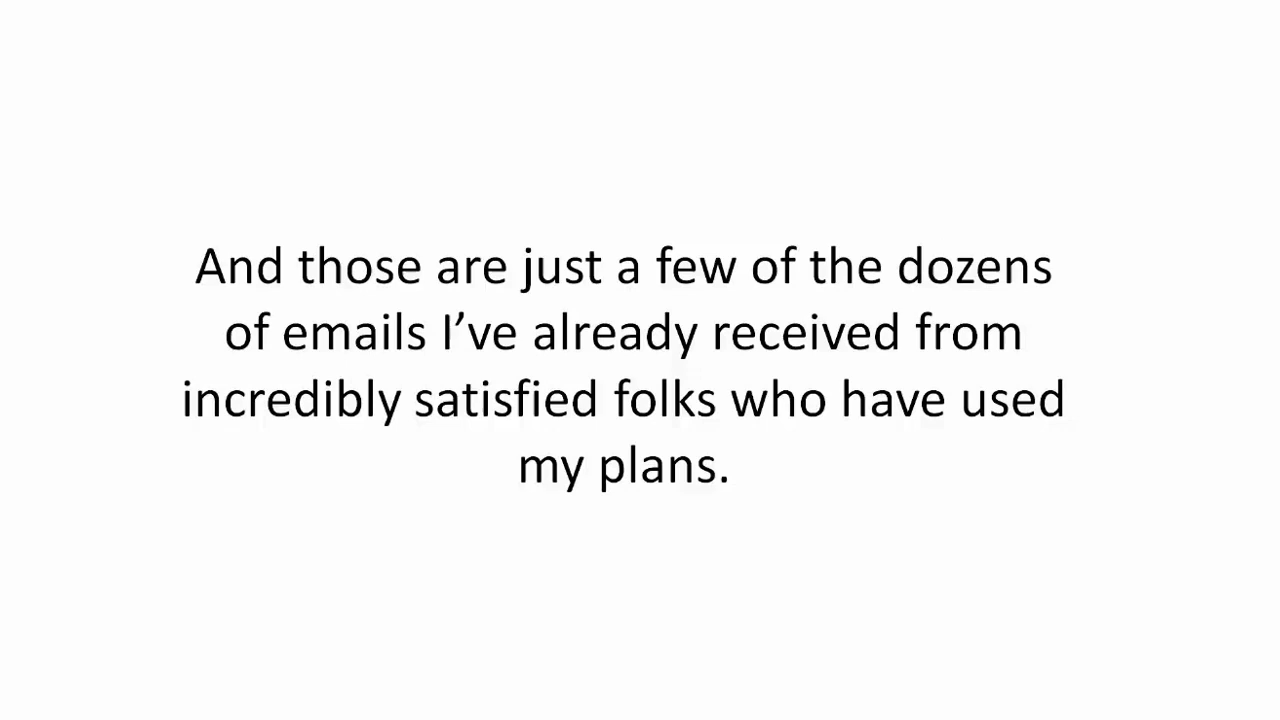 And those are just a few of the dozens
of emails I’ve already received from
incredibly satisfied folks who have used
my plans.